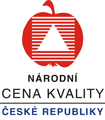 NÁRODNÍ
CENA KVALITY
ČESKÉ REPUBLIKY